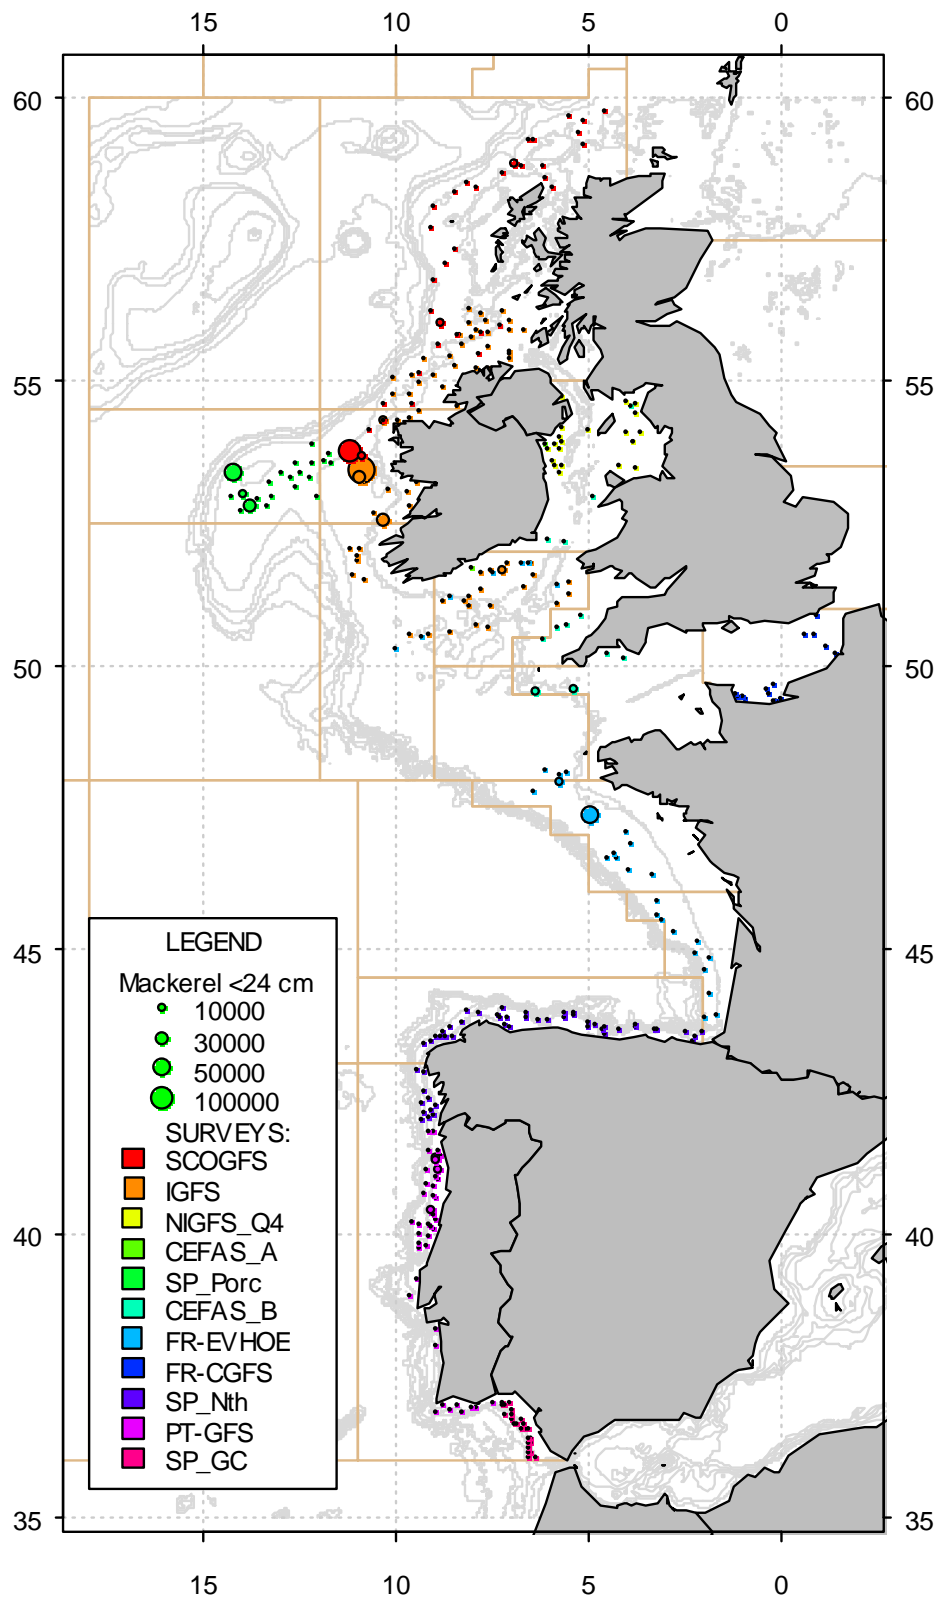 15 10 5 0
60 60
55 55
50 50
45 45
LEGEND
Mackerel <24 cm
10000
30000
50000
100000
SURVEYS:
SCOGFS
IGFS
NIGFS_Q4
CEFAS_A
SP_Porc
CEFAS_B
FR-EVHOE
FR-CGFS
SP_Nth
PT-GFS
SP_GC
40 40
35 35
15 10 5 0